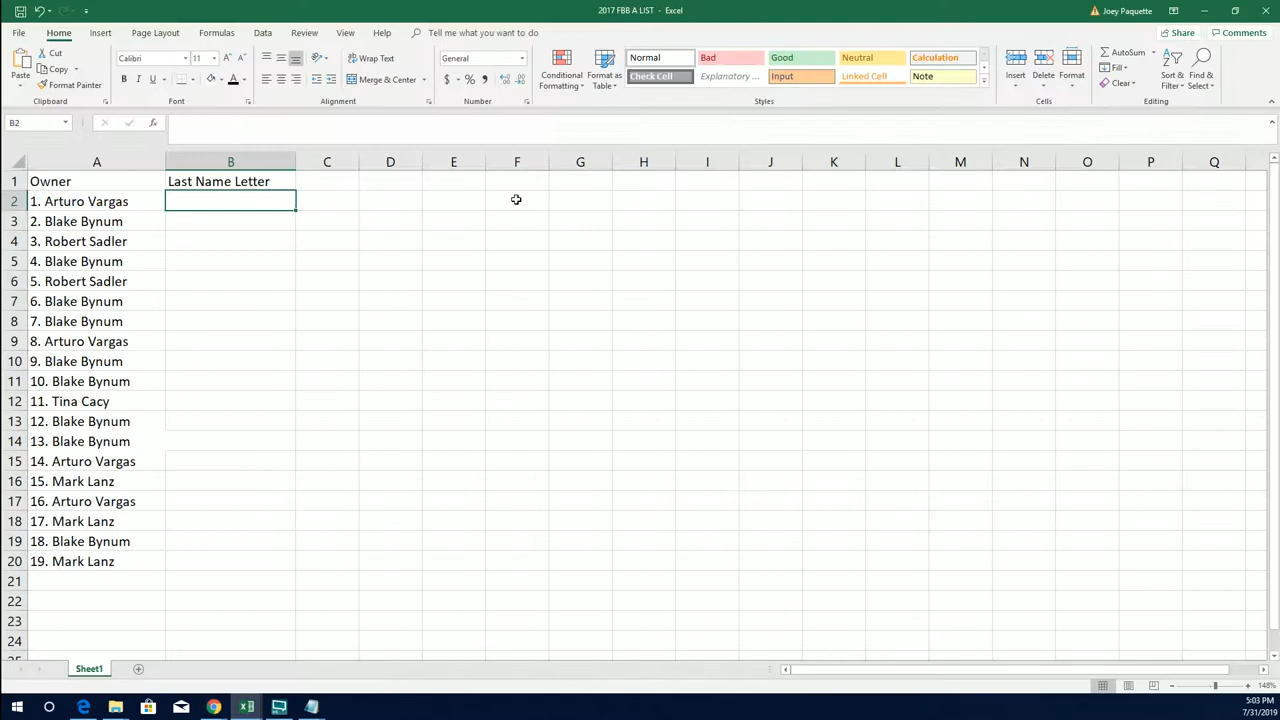 2017 FBB A LIST - Excel
Joey Paquette
File Home Insert Page Layout Formulas Data Review View Help Tell me what you want to do
Share Comments
Cut
Copy
Format Painter
Paste
Clipboard
Calibri 11
B I U
Font
Wrap Text
Merge & Center
Alignment
General
$ % ,
Number
Conditional Formatting
Format as Table
Normal Bad Good Neutral Calculation
Check Cell Explanatory ... Input Linked Cell Note
Styles
Insert Delete Format
Cells
AutoSum
Fill
Clear
Sort & Filter
Find & Select
Editing
B2
fx
A B C D E F G H I J K L M N O P Q
1 Owner Last Name Letter
2 1. Arturo Vargas
3 2. Blake Bynum
4 3. Robert Sadler
5 4. Blake Bynum
6 5. Robert Sadler
7 6. Blake Bynum
8 7. Blake Bynum
9 8. Arturo Vargas
10 9. Blake Bynum
11 10. Blake Bynum
12 11. Tina Cacy
13 12. Blake Bynum
14 13. Blake Bynum
15 14. Arturo Vargas
16 15. Mark Lanz
17 16. Arturo Vargas
18 17. Mark Lanz
19 18. Blake Bynum
20 19. Mark Lanz
21
22
23
24
25
Sheet1
148%
5:03 PM
7/31/2019